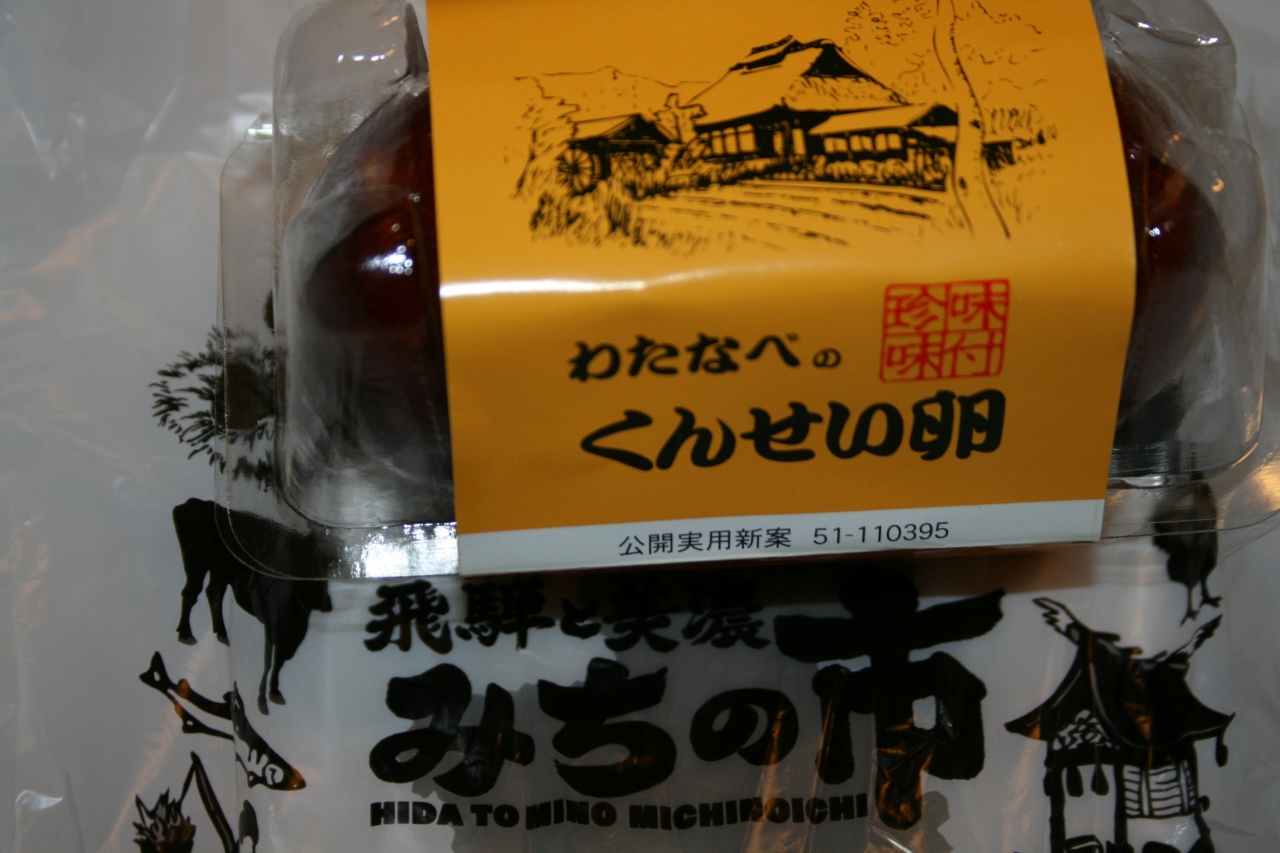 珍味
味付
わたなべの
くんせい卵
公開実用新案 51-110395
飛騨と美濃
みちの市
HIDA TO MINO MICHINOICHI